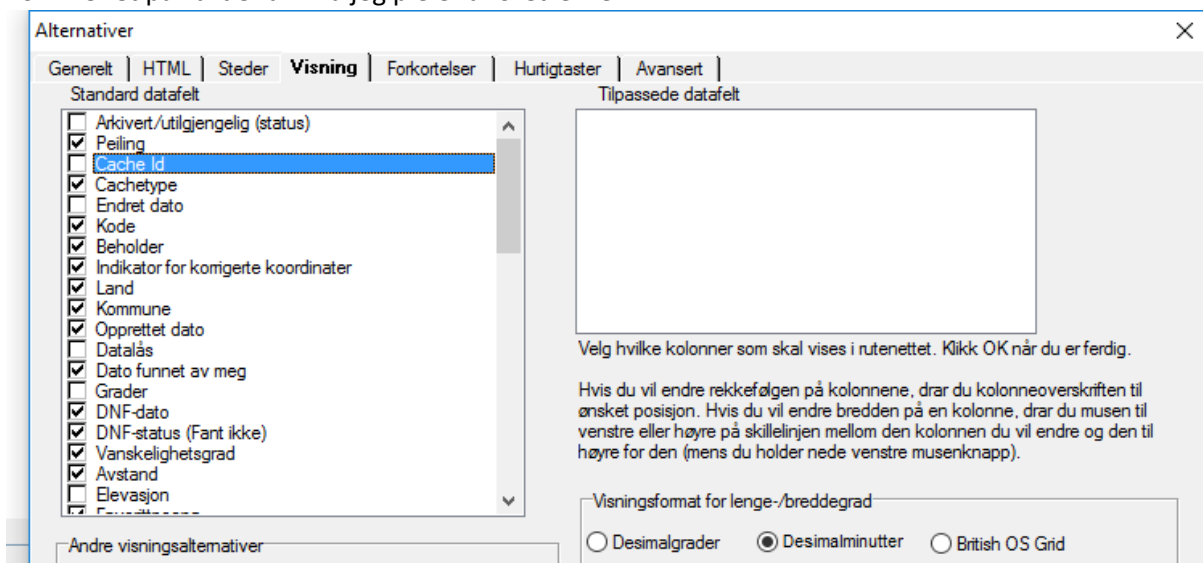 Alternativer
Generelt HTML Steder Visning Forkortelser Hurtigtaster Avansert
Standard datafelt
Arkivert/utilgjengelig (status)
Peiling
Cache Id
Cachetype
Endret dato
Kode
Beholder
Indikator for korrigerte koordinater
Land
Kommune
Opprettet dato
Datalås
Dato funnet av meg
Grader
DNF-dato
DNF-status (Fant ikke)
Vanskelighetsgrad
Avstand
Elevasjon
Andre visningsalternativer
Tilpassede datafelt
Velg hvilke kolonner som skal vises i rutenettet. Klikk OK når du er ferdig.
Hvis du vil endre rekkefølgen på kolonnene, drar du kolonneoverskriften til
ønsket posisjon. Hvis du vil endre bredden på en kolonne, drar du musen til
venstre eller høyre på skillelinjen mellom den kolonnen du vil endre og den til
høyre for den (mens du holder nede venstre musenknapp).
Visningsformat for lenge-/breddegrad
Desimalgrader Desimalminutter British OS Grid